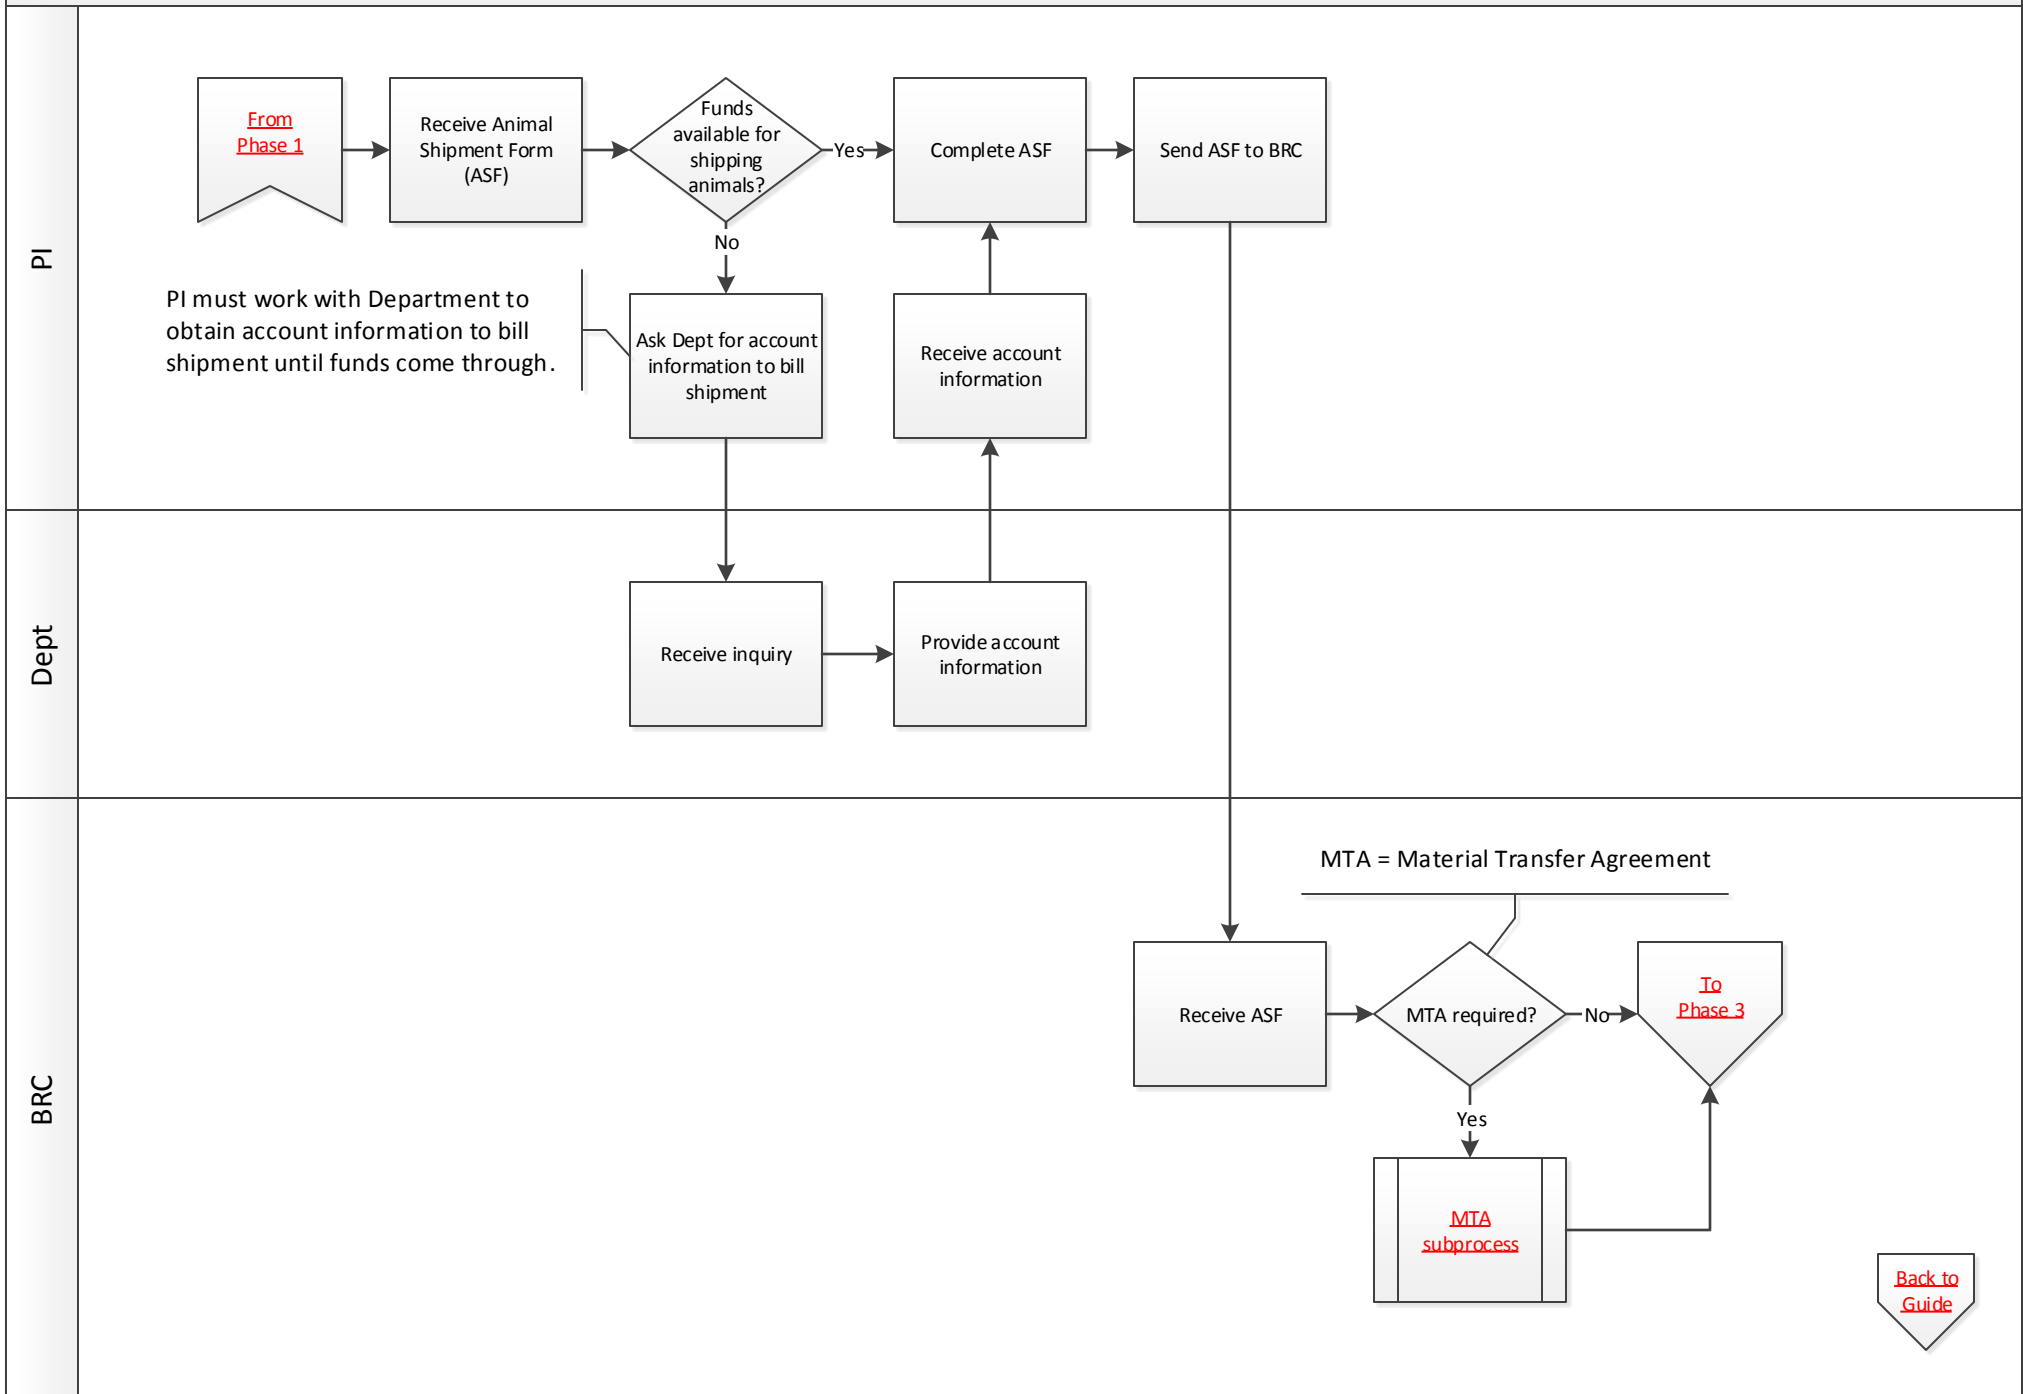 PI
From
Phase 1
Receive Animal
Shipment Form
(ASF)
Funds
available for
shipping
animals?
Yes
Complete ASF
Send ASF to BRC
No
PI must work with Department to
obtain account information to bill
shipment until funds come through.
Ask Dept for account
information to bill
shipment
Receive account
information
Dept
Receive inquiry
Provide account
information
BRC
MTA = Material Transfer Agreement
Receive ASF
MTA required?
No
To
Phase 3
Yes
MTA
subprocess
Back to
Guide